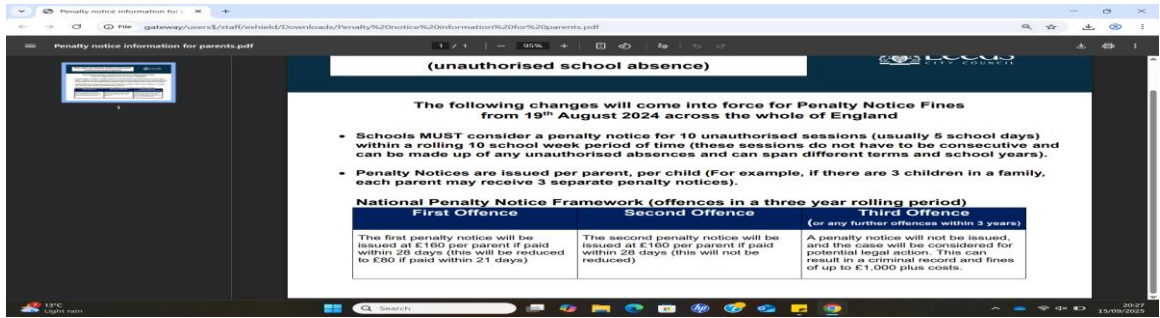 Penalty notice information for
gateway/users$/staff/eshield/Downloads/Penalty%20notice%20information%20for%20parents.pdf
File
Penalty notice information for parents.pdf
1 / 1
95%
(unauthorised school absence)
CITY COUNCIL
The following changes will come into force for Penalty Notice Fines
from 19th August 2024 across the whole of England
• Schools MUST consider a penalty notice for 10 unauthorised sessions (usually 5 school days)
within a rolling 10 school week period of time (these sessions do not have to be consecutive and
can be made up of any unauthorised absences and can span different terms and school years).
• Penalty Notices are issued per parent, per child (For example, if there are 3 children in a family,
each parent may receive 3 separate penalty notices).
National Penalty Notice Framework (offences in a three year rolling period)
First Offence
The first penalty notice will be
issued at £160 per parent if paid
within 28 days (this will be reduced
to £80 if paid within 21 days)
Second Offence
The second penalty notice will be
issued at £160 per parent if paid
within 28 days (this will not be
reduced)
Third Offence
(or any further offences within 3 years)
A penalty notice will not be issued,
and the case will be considered for
potential legal action. This can
result in a criminal record and fines
of up to £1,000 plus costs.
1
13°C
Light rain
Search
20:27
15/09/2025